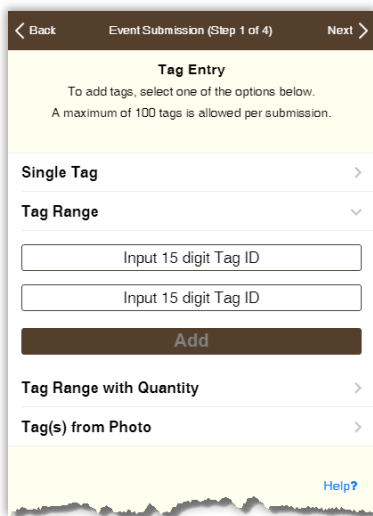 Back Event Submission (Step 1 of 4) Next
Tag Entry
To add tags, select one of the options below.
A maximum of 100 tags is allowed per submission.
Single Tag
Tag Range
Input 15 digit Tag ID
Input 15 digit Tag ID
Add
Tag Range with Quantity
Tag(s) from Photo
Help?